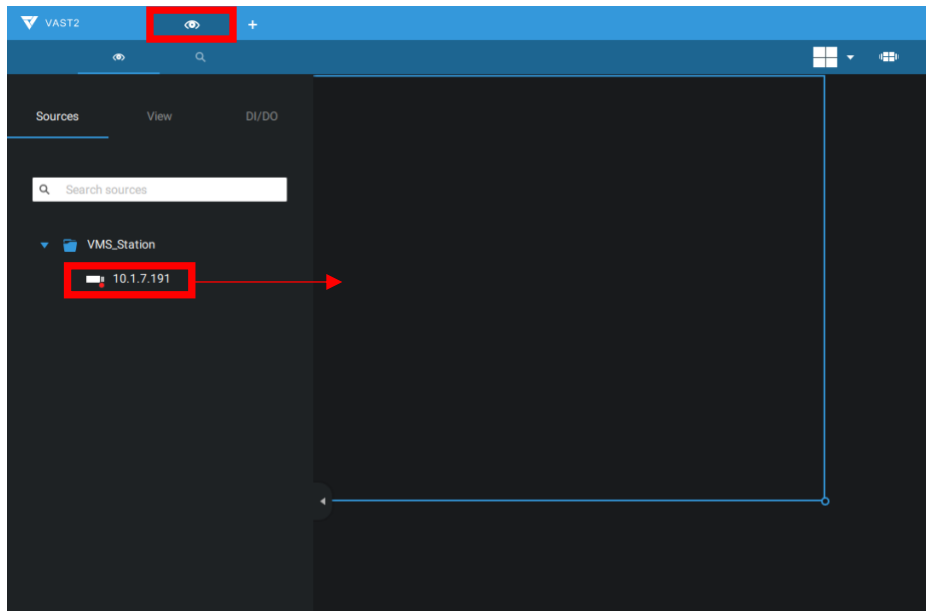 VAST2
Sources View DI/DO
Search sources
VMS_Station
10.1.7.191